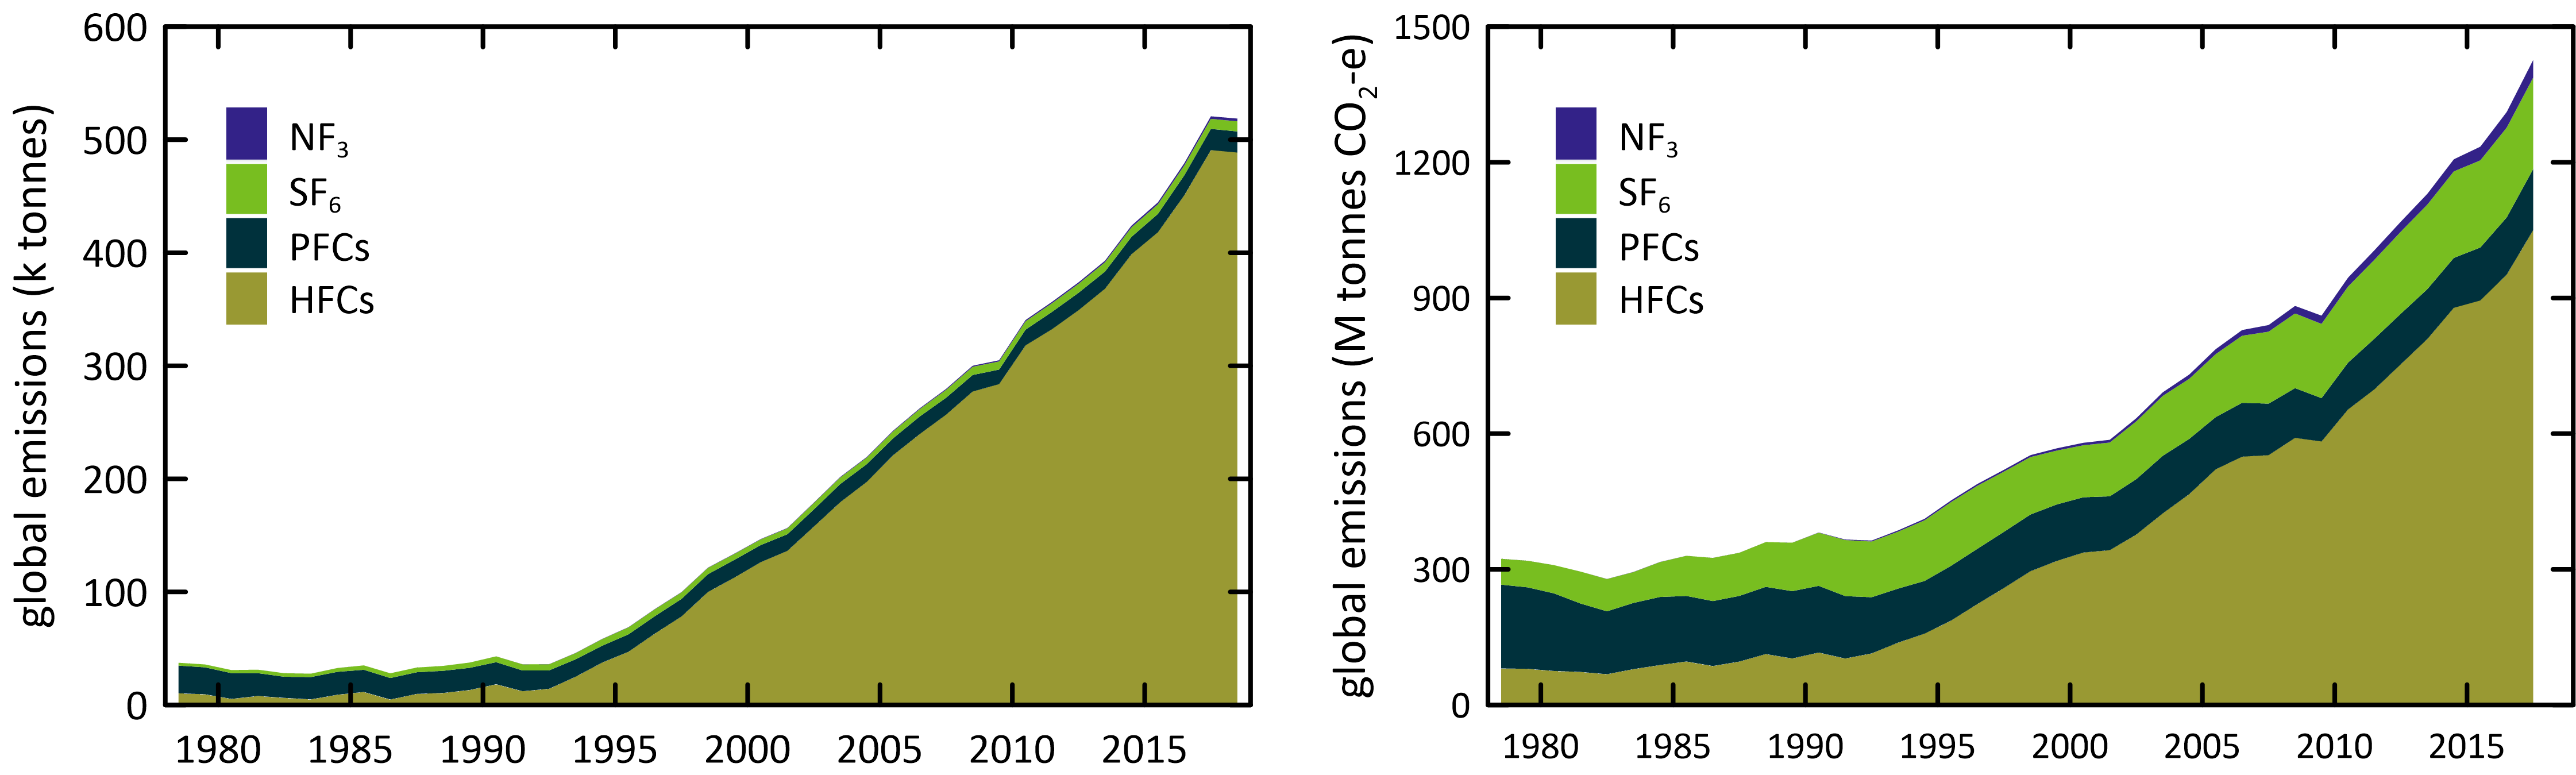 global emissions (k tonnes)
600
500
400
300
200
100
0
NF₃
SF₆
PFCs
HFCs
1980 1985 1990 1995 2000 2005 2010 2015
global emissions (M tonnes CO₂-e)
1500
1200
900
600
300
0
NF₃
SF₆
PFCs
HFCs
1980 1985 1990 1995 2000 2005 2010 2015